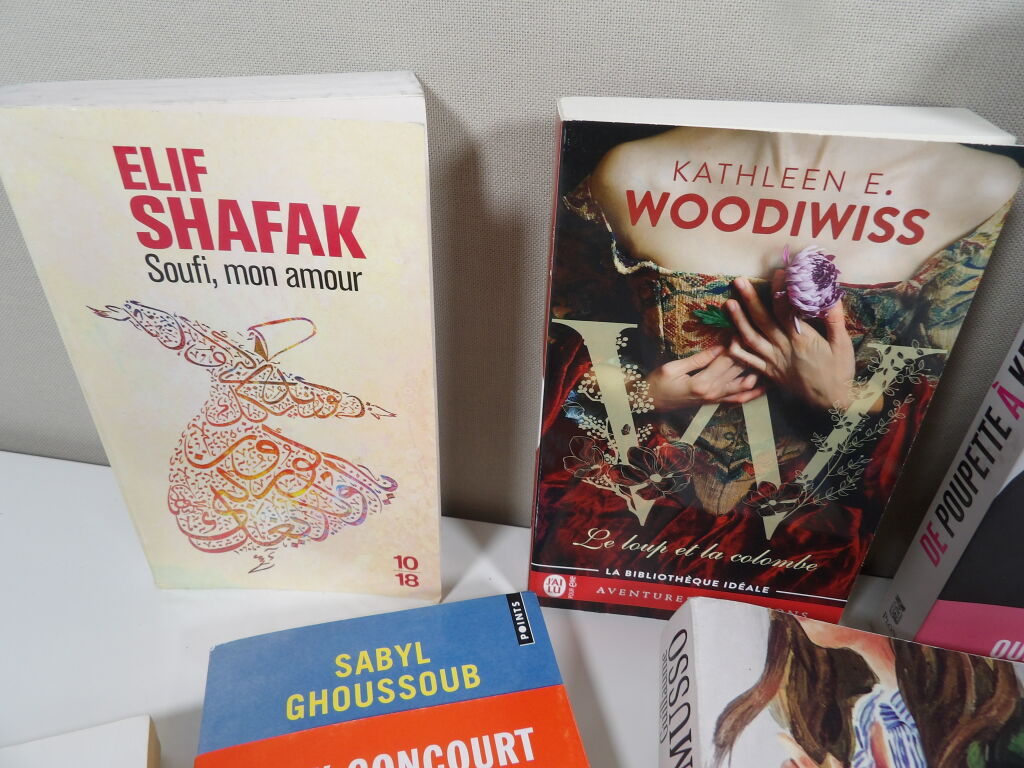 ELIF
SHAFAK
Soufi, mon amour
10
18
KATHLEEN E.
WOODIWISS
W
Le loup et la colombe
LA BIBLIOTHÈQUE IDÉALE
J'AI
LU
POINTS
SABYL
GHOUSSOUB
GONCOURT
DE POUPETTE À
Guillaume
MUSSO